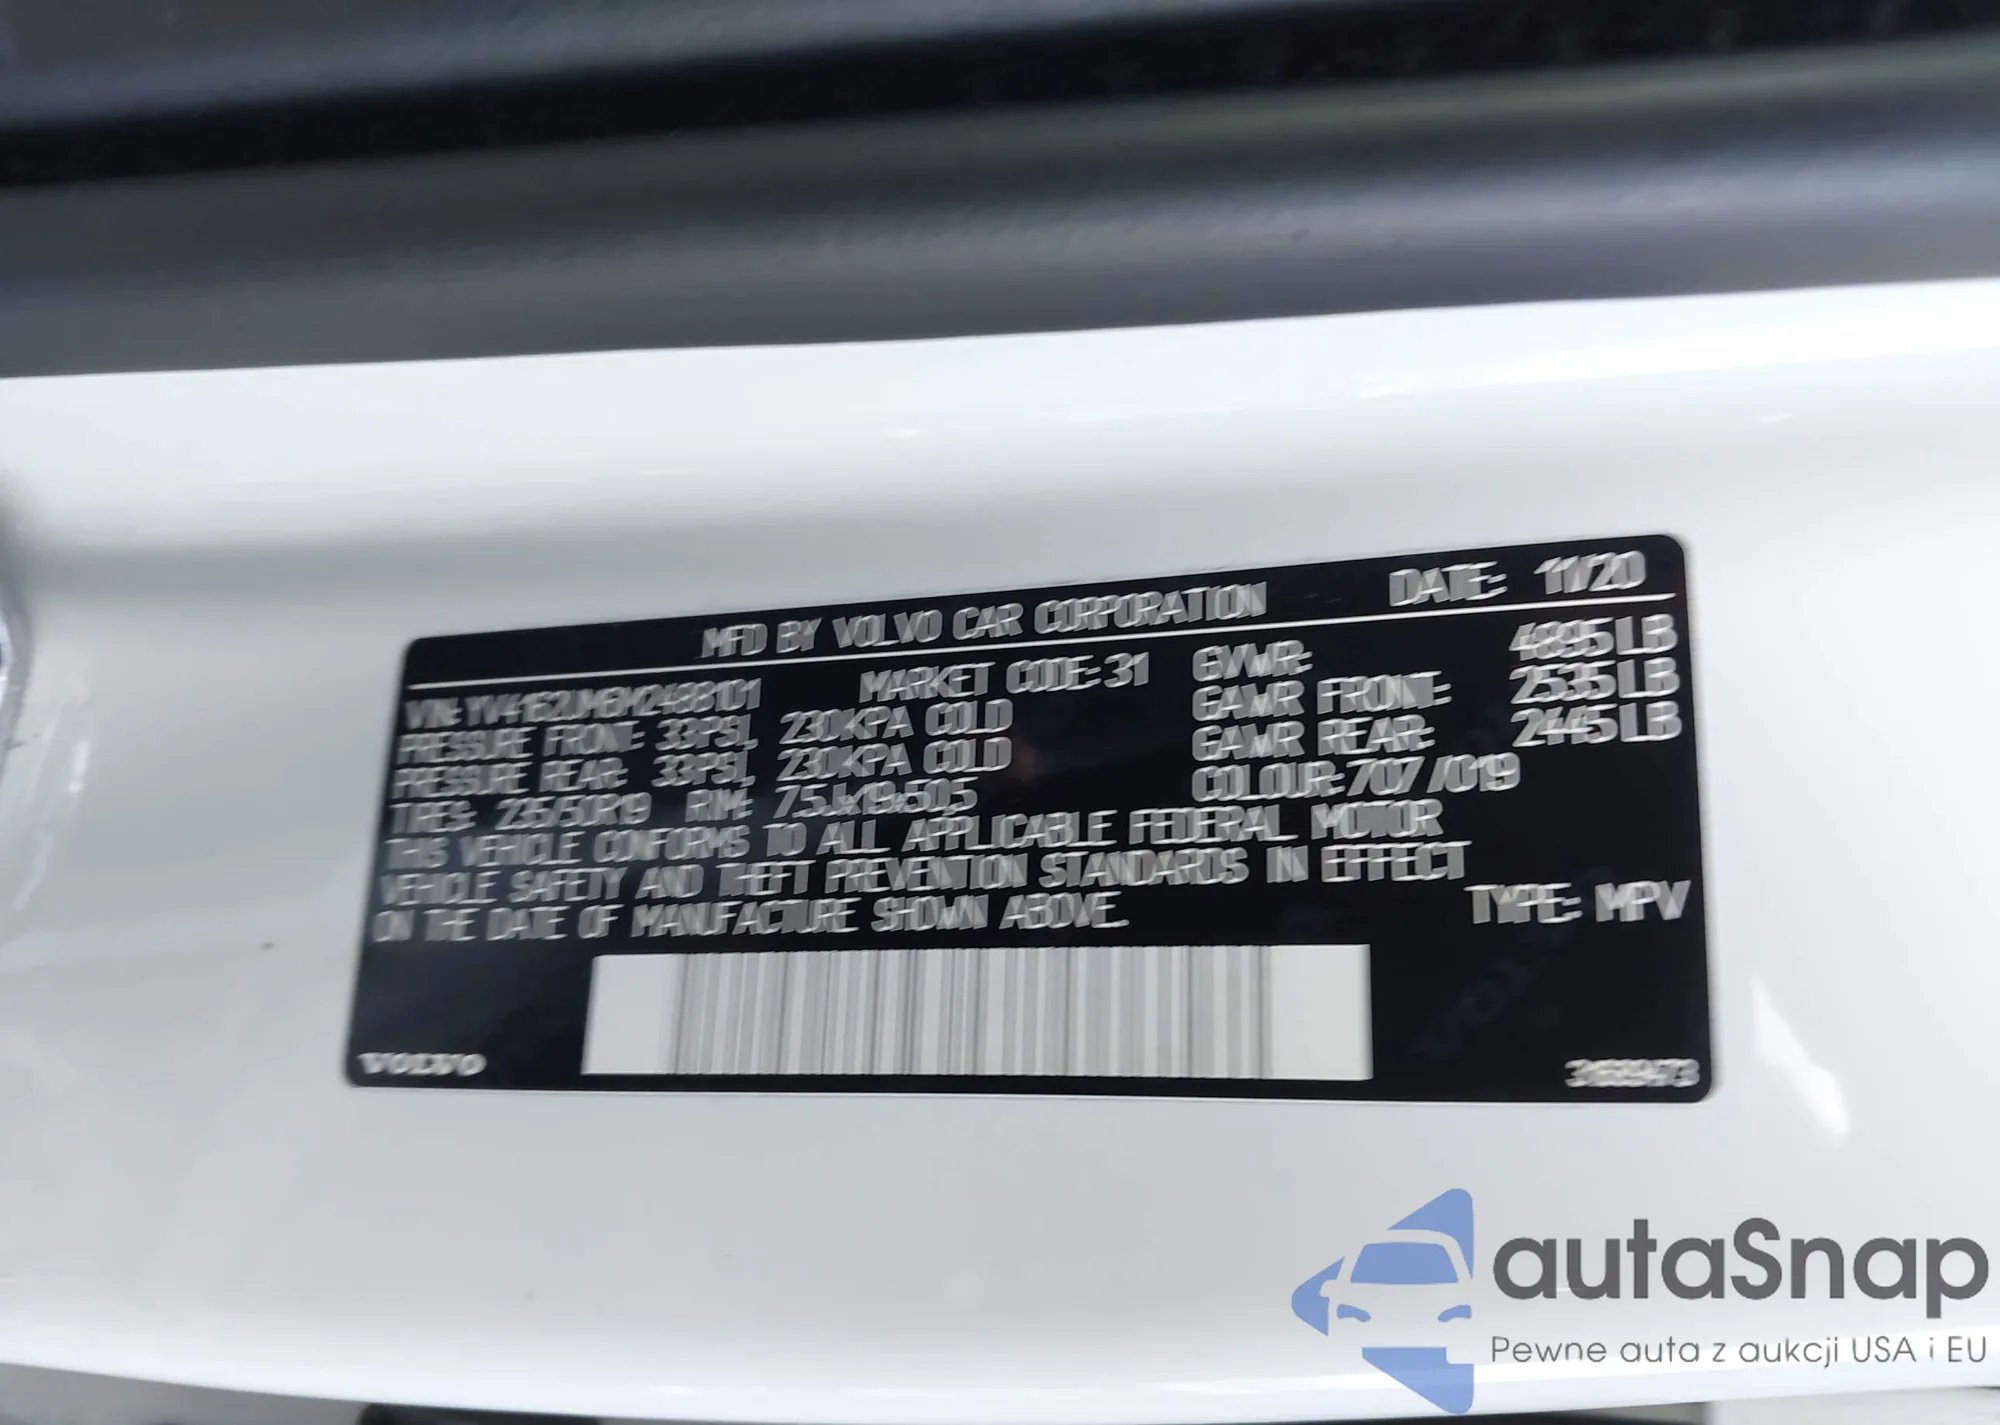 MFD BY VOLVO CAR CORPORATION DATE: 11/20
VIN: YV4162UM6M2488101 MARKET CODE: 31 GVWR: 4895 LB
PRESSURE FRONT: 33PSI, 230KPA COLD GAWR FRONT: 2535 LB
PRESSURE REAR: 33PSI, 230KPA COLD GAWR REAR: 2445 LB
TIRES: 235/50R19 RIM: 7.5Jx19x50,5 COLOUR: 707 /019
THIS VEHICLE CONFORMS TO ALL APPLICABLE FEDERAL MOTOR
VEHICLE SAFETY AND THEFT PREVENTION STANDARDS IN EFFECT
ON THE DATE OF MANUFACTURE SHOWN ABOVE. TYPE: MPV
VOLVO
autaSnap
Pewne auta z aukcji USA i EU